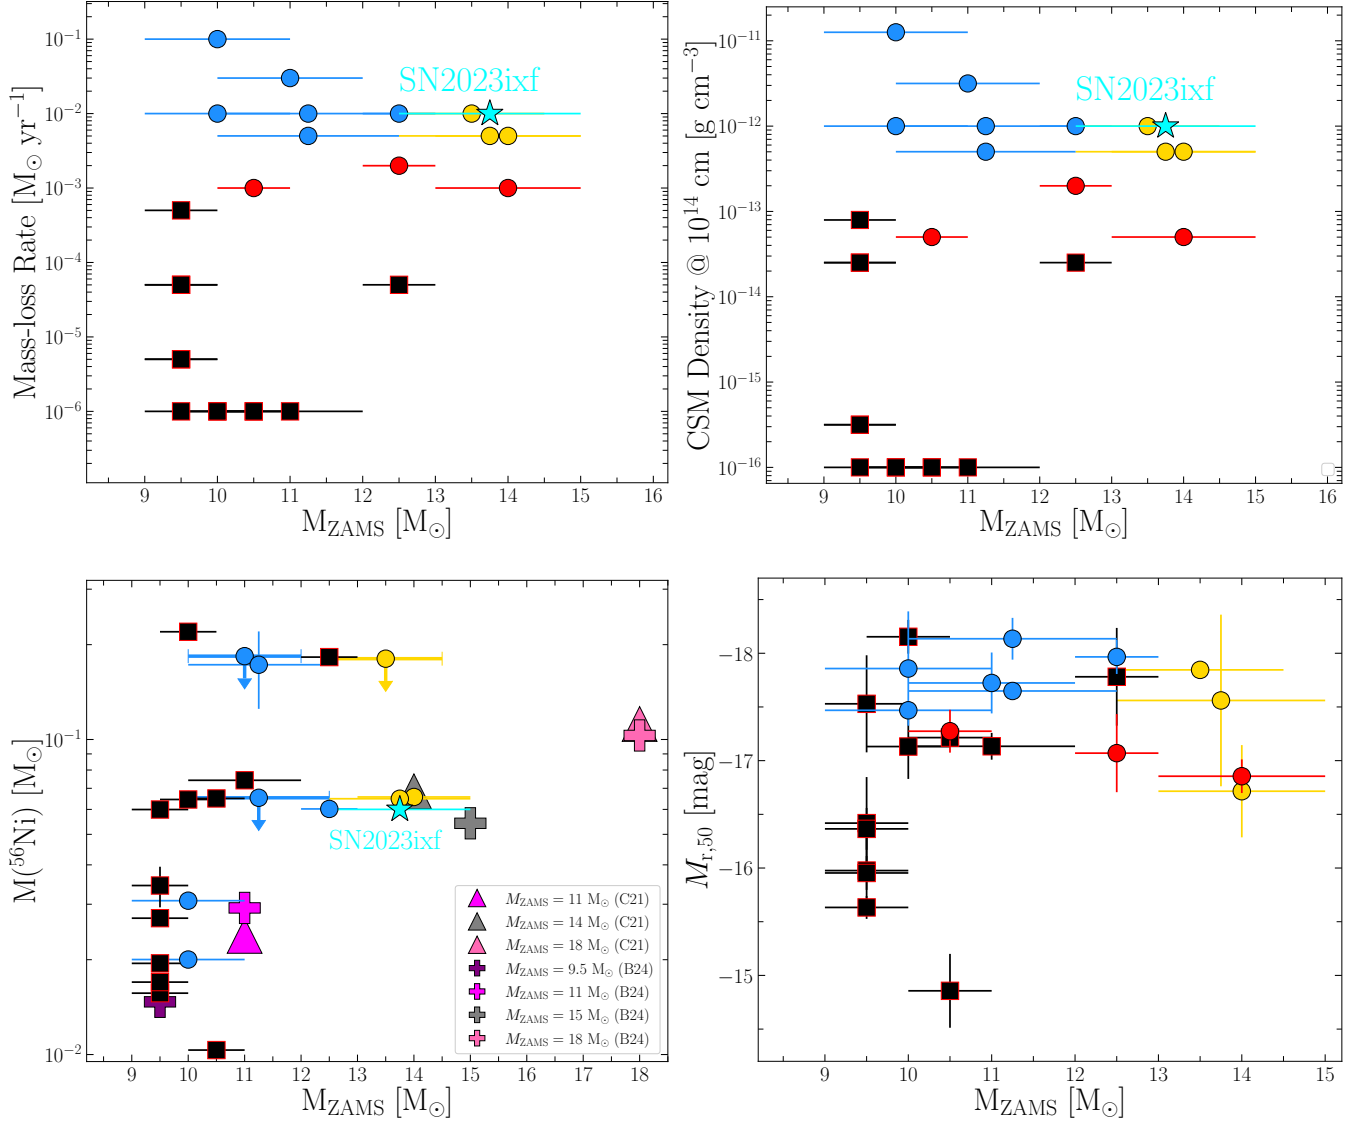 10⁻¹
10⁻²
10⁻³
10⁻⁴
10⁻⁵
10⁻⁶
Mass-loss Rate [M⊙ yr⁻¹]
SN2023ixf
9 10 11 12 13 14 15 16
M_ZAMS [M⊙]
10⁻¹¹
10⁻¹²
10⁻¹³
10⁻¹⁴
10⁻¹⁵
10⁻¹⁶
CSM Density @ 10¹⁴ cm [g cm⁻³]
SN2023ixf
9 10 11 12 13 14 15 16
M_ZAMS [M⊙]
10⁻¹
10⁻²
M(⁵⁶Ni) [M⊙]
SN2023ixf
M_ZAMS = 11 M⊙ (C21)
M_ZAMS = 14 M⊙ (C21)
M_ZAMS = 18 M⊙ (C21)
M_ZAMS = 9.5 M⊙ (B24)
M_ZAMS = 11 M⊙ (B24)
M_ZAMS = 15 M⊙ (B24)
M_ZAMS = 18 M⊙ (B24)
9 10 11 12 13 14 15 16 17 18
M_ZAMS [M⊙]
−18
−17
−16
−15
M_r,50 [mag]
9 10 11 12 13 14 15
M_ZAMS [M⊙]